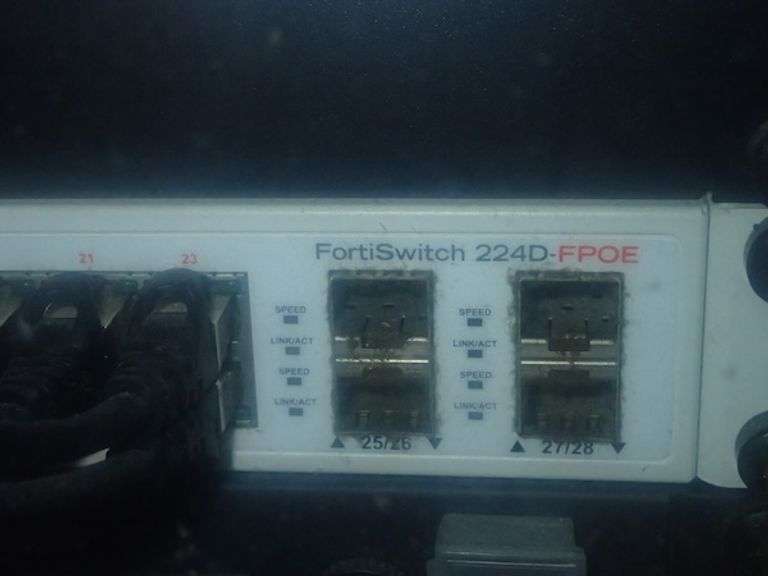 21
23
FortiSwitch 224D-FPOE
SPEED
LINK/ACT
SPEED
LINK/ACT
SPEED
LINK/ACT
SPEED
LINK/ACT
▲ 25/26 ▼
▲ 27/28 ▼